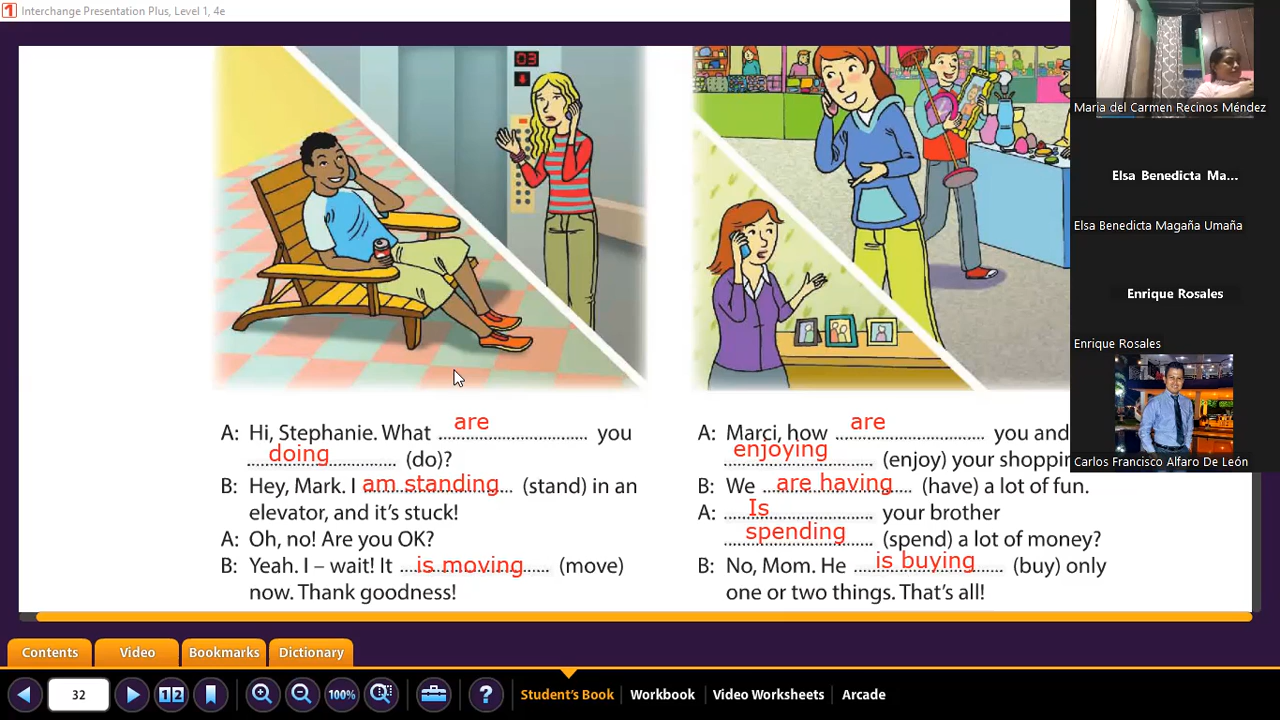 Interchange Presentation Plus, Level 1, 4e
03
A: Hi, Stephanie. What are you
doing (do)?
B: Hey, Mark. I am standing (stand) in an
elevator, and it's stuck!
A: Oh, no! Are you OK?
B: Yeah. I – wait! It is moving (move)
now. Thank goodness!
A: Marci, how are you and
enjoying (enjoy) your shoppin
B: We are having (have) a lot of fun.
A: Is your brother
spending (spend) a lot of money?
B: No, Mom. He is buying (buy) only
one or two things. That's all!
Maria del Carmen Recinos Méndez
Elsa Benedicta Ma...
Elsa Benedicta Magaña Umaña
Enrique Rosales
Enrique Rosales
Carlos Francisco Alfaro De León
Contents Video Bookmarks Dictionary
32 1 2 100% ? Student's Book Workbook Video Worksheets Arcade